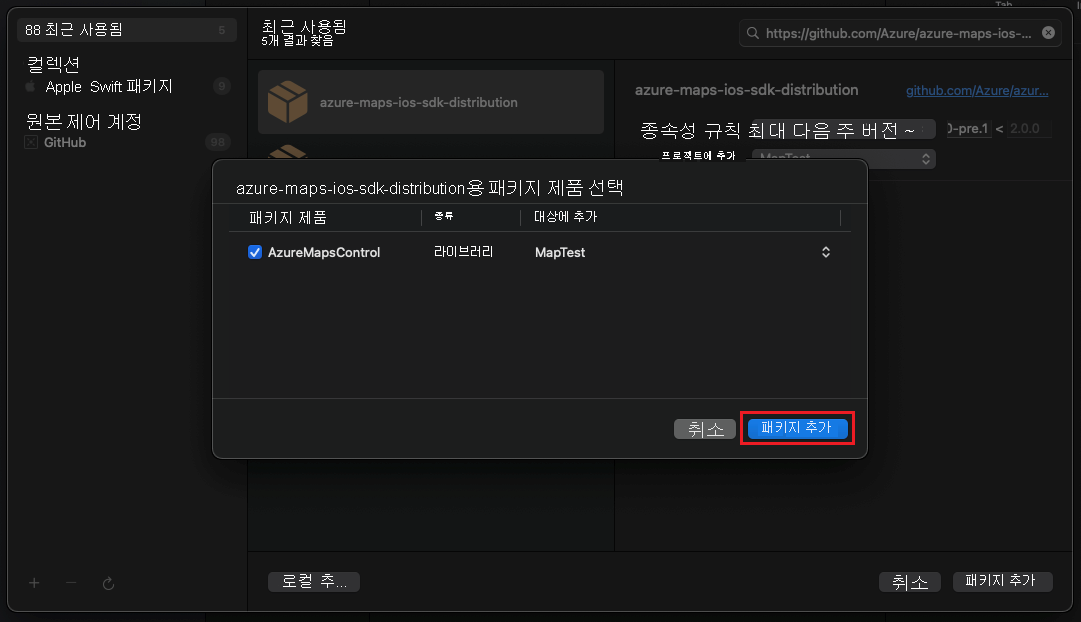 Tab
88 최근 사용됨 5
컬렉션
Apple Swift 패키지 9
원본 제어 계정
GitHub 98
최근 사용됨
5개 결과 찾음
https://github.com/Azure/azure-maps-ios-...
azure-maps-ios-sdk-distribution
azure-maps-ios-sdk-distribution github.com/Azure/azur...
종속성 규칙 최대 다음 주 버전 ~ 0-pre.1 < 2.0.0
프로젝트에 추가 MapTest
azure-maps-ios-sdk-distribution용 패키지 제품 선택
패키지 제품 종류 대상에 추가
AzureMapsControl 라이브러리 MapTest
취소 패키지 추가
로컬 추... 취소 패키지 추가